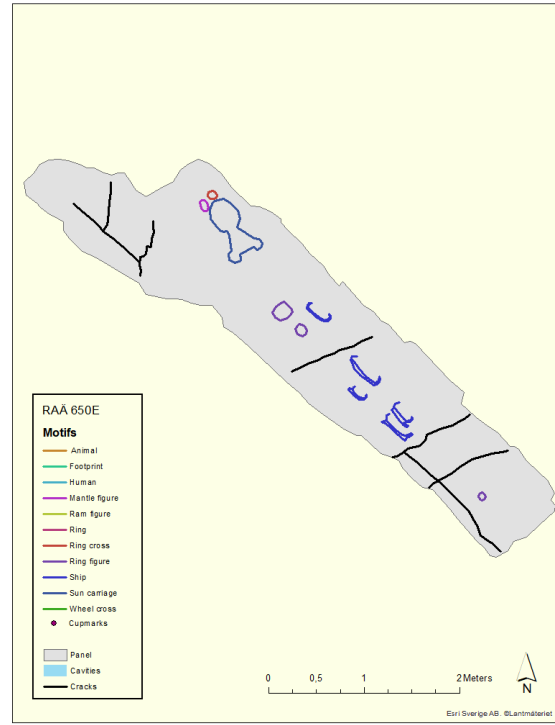 RAÄ 650E
Motifs
Animal
Footprint
Human
Mantle figure
Ram figure
Ring
Ring cross
Ring figure
Ship
Sun carriage
Wheel cross
Cupmarks
Panel
Cavities
Cracks
0 0,5 1 2 Meters
N
Esri Sverige AB. ©Lantmäteriet